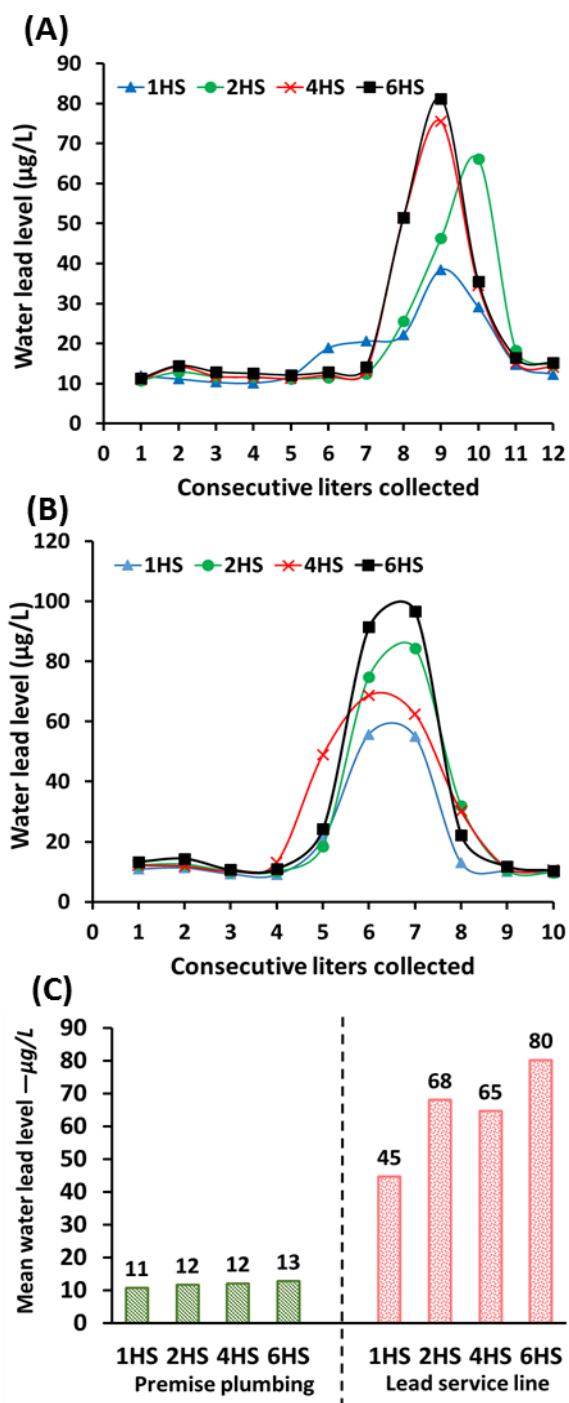 (A)
90
80
70
60
50
40
30
20
10
0
Water lead level (µg/L)
1HS 2HS 4HS 6HS
0 1 2 3 4 5 6 7 8 9 10 11 12
Consecutive liters collected
(B)
120
100
80
60
40
20
0
Water lead level (µg/L)
1HS 2HS 4HS 6HS
0 1 2 3 4 5 6 7 8 9 10
Consecutive liters collected
(C)
90
80
70
60
50
40
30
20
10
0
Mean water lead level —µg/L
11 12 12 13
45 68 65 80
1HS 2HS 4HS 6HS
1HS 2HS 4HS 6HS
Premise plumbing
Lead service line